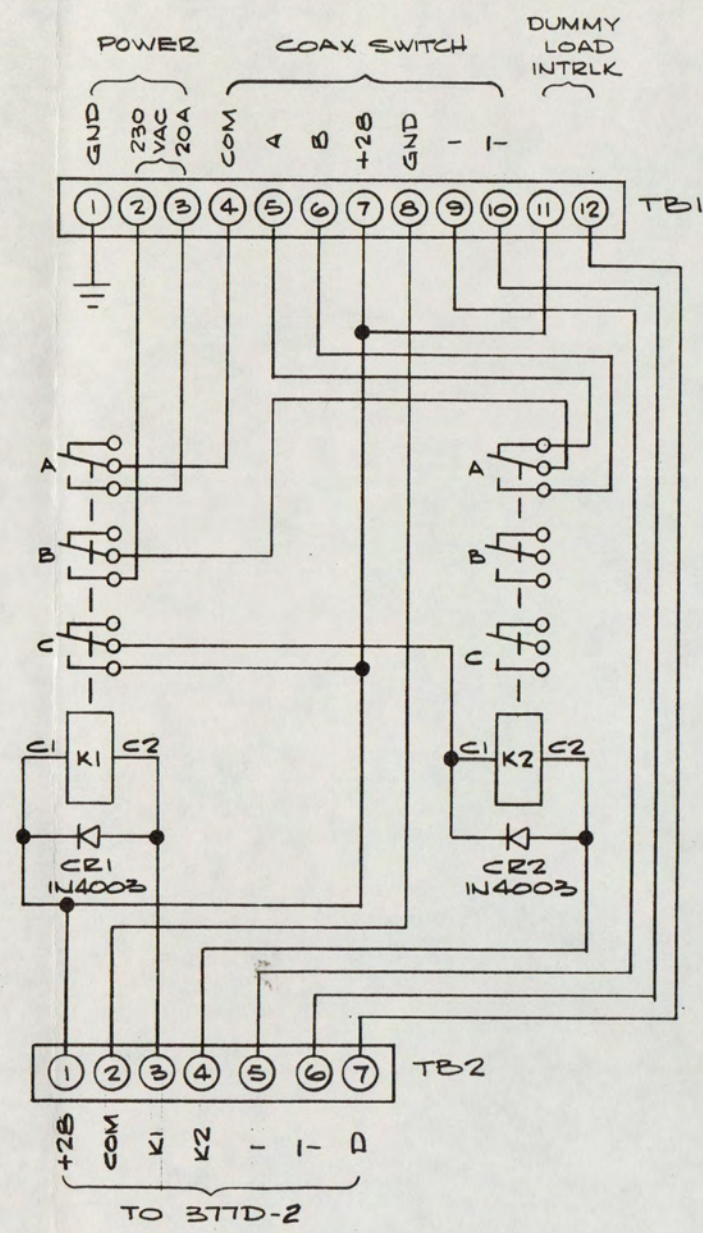 POWER
COAX SWITCH
DUMMY
LOAD
INTRLK
GND
230
VAC
20A
COM
A
B
+28
GND
-
|-
1 2 3 4 5 6 7 8 9 10 11 12
TB1
A
B
C
A
B
C
C1 K1 C2
C1 K2 C2
CR1
1N4003
CR2
1N4003
1 2 3 4 5 6 7
TB2
+28
COM
K1
K2
-
|-
D
TO 377D-2